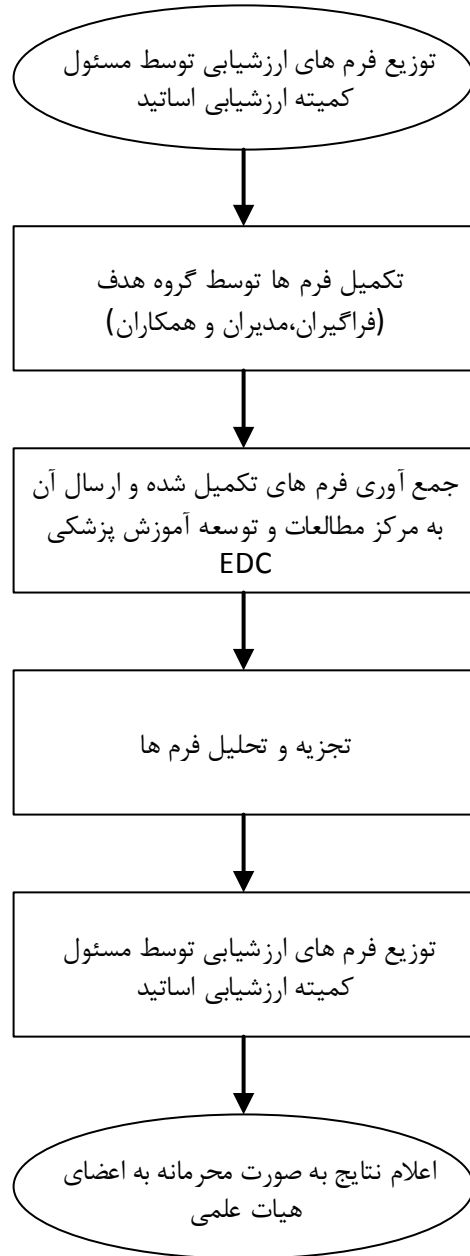 توزیع فرم های ارزشیابی توسط مسئول
کمیته ارزشیابی اساتید
تکمیل فرم ها توسط گروه هدف
(فراگیران،مدیران و همکاران)
جمع آوری فرم های تکمیل شده و ارسال آن
به مرکز مطالعات و توسعه آموزش پزشکی
EDC
تجزیه و تحلیل فرم ها
توزیع فرم های ارزشیابی توسط مسئول
کمیته ارزشیابی اساتید
اعلام نتایج به صورت محرمانه به اعضای
هیات علمی